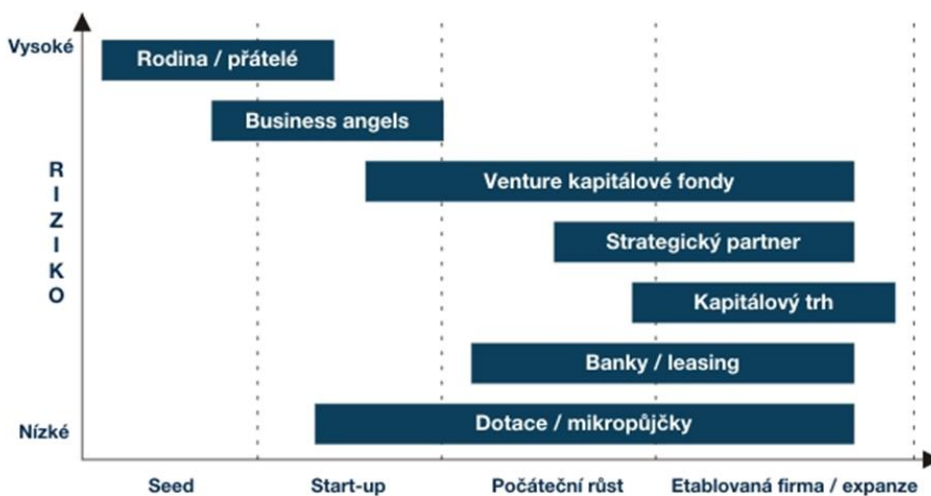 Vysoké
Rodina / přátelé
Business angels
RIZIKO
Venture kapitálové fondy
Strategický partner
Kapitálový trh
Banky / leasing
Dotace / mikropůjčky
Nízké
Seed Start-up Počáteční růst Etablovaná firma / expanze